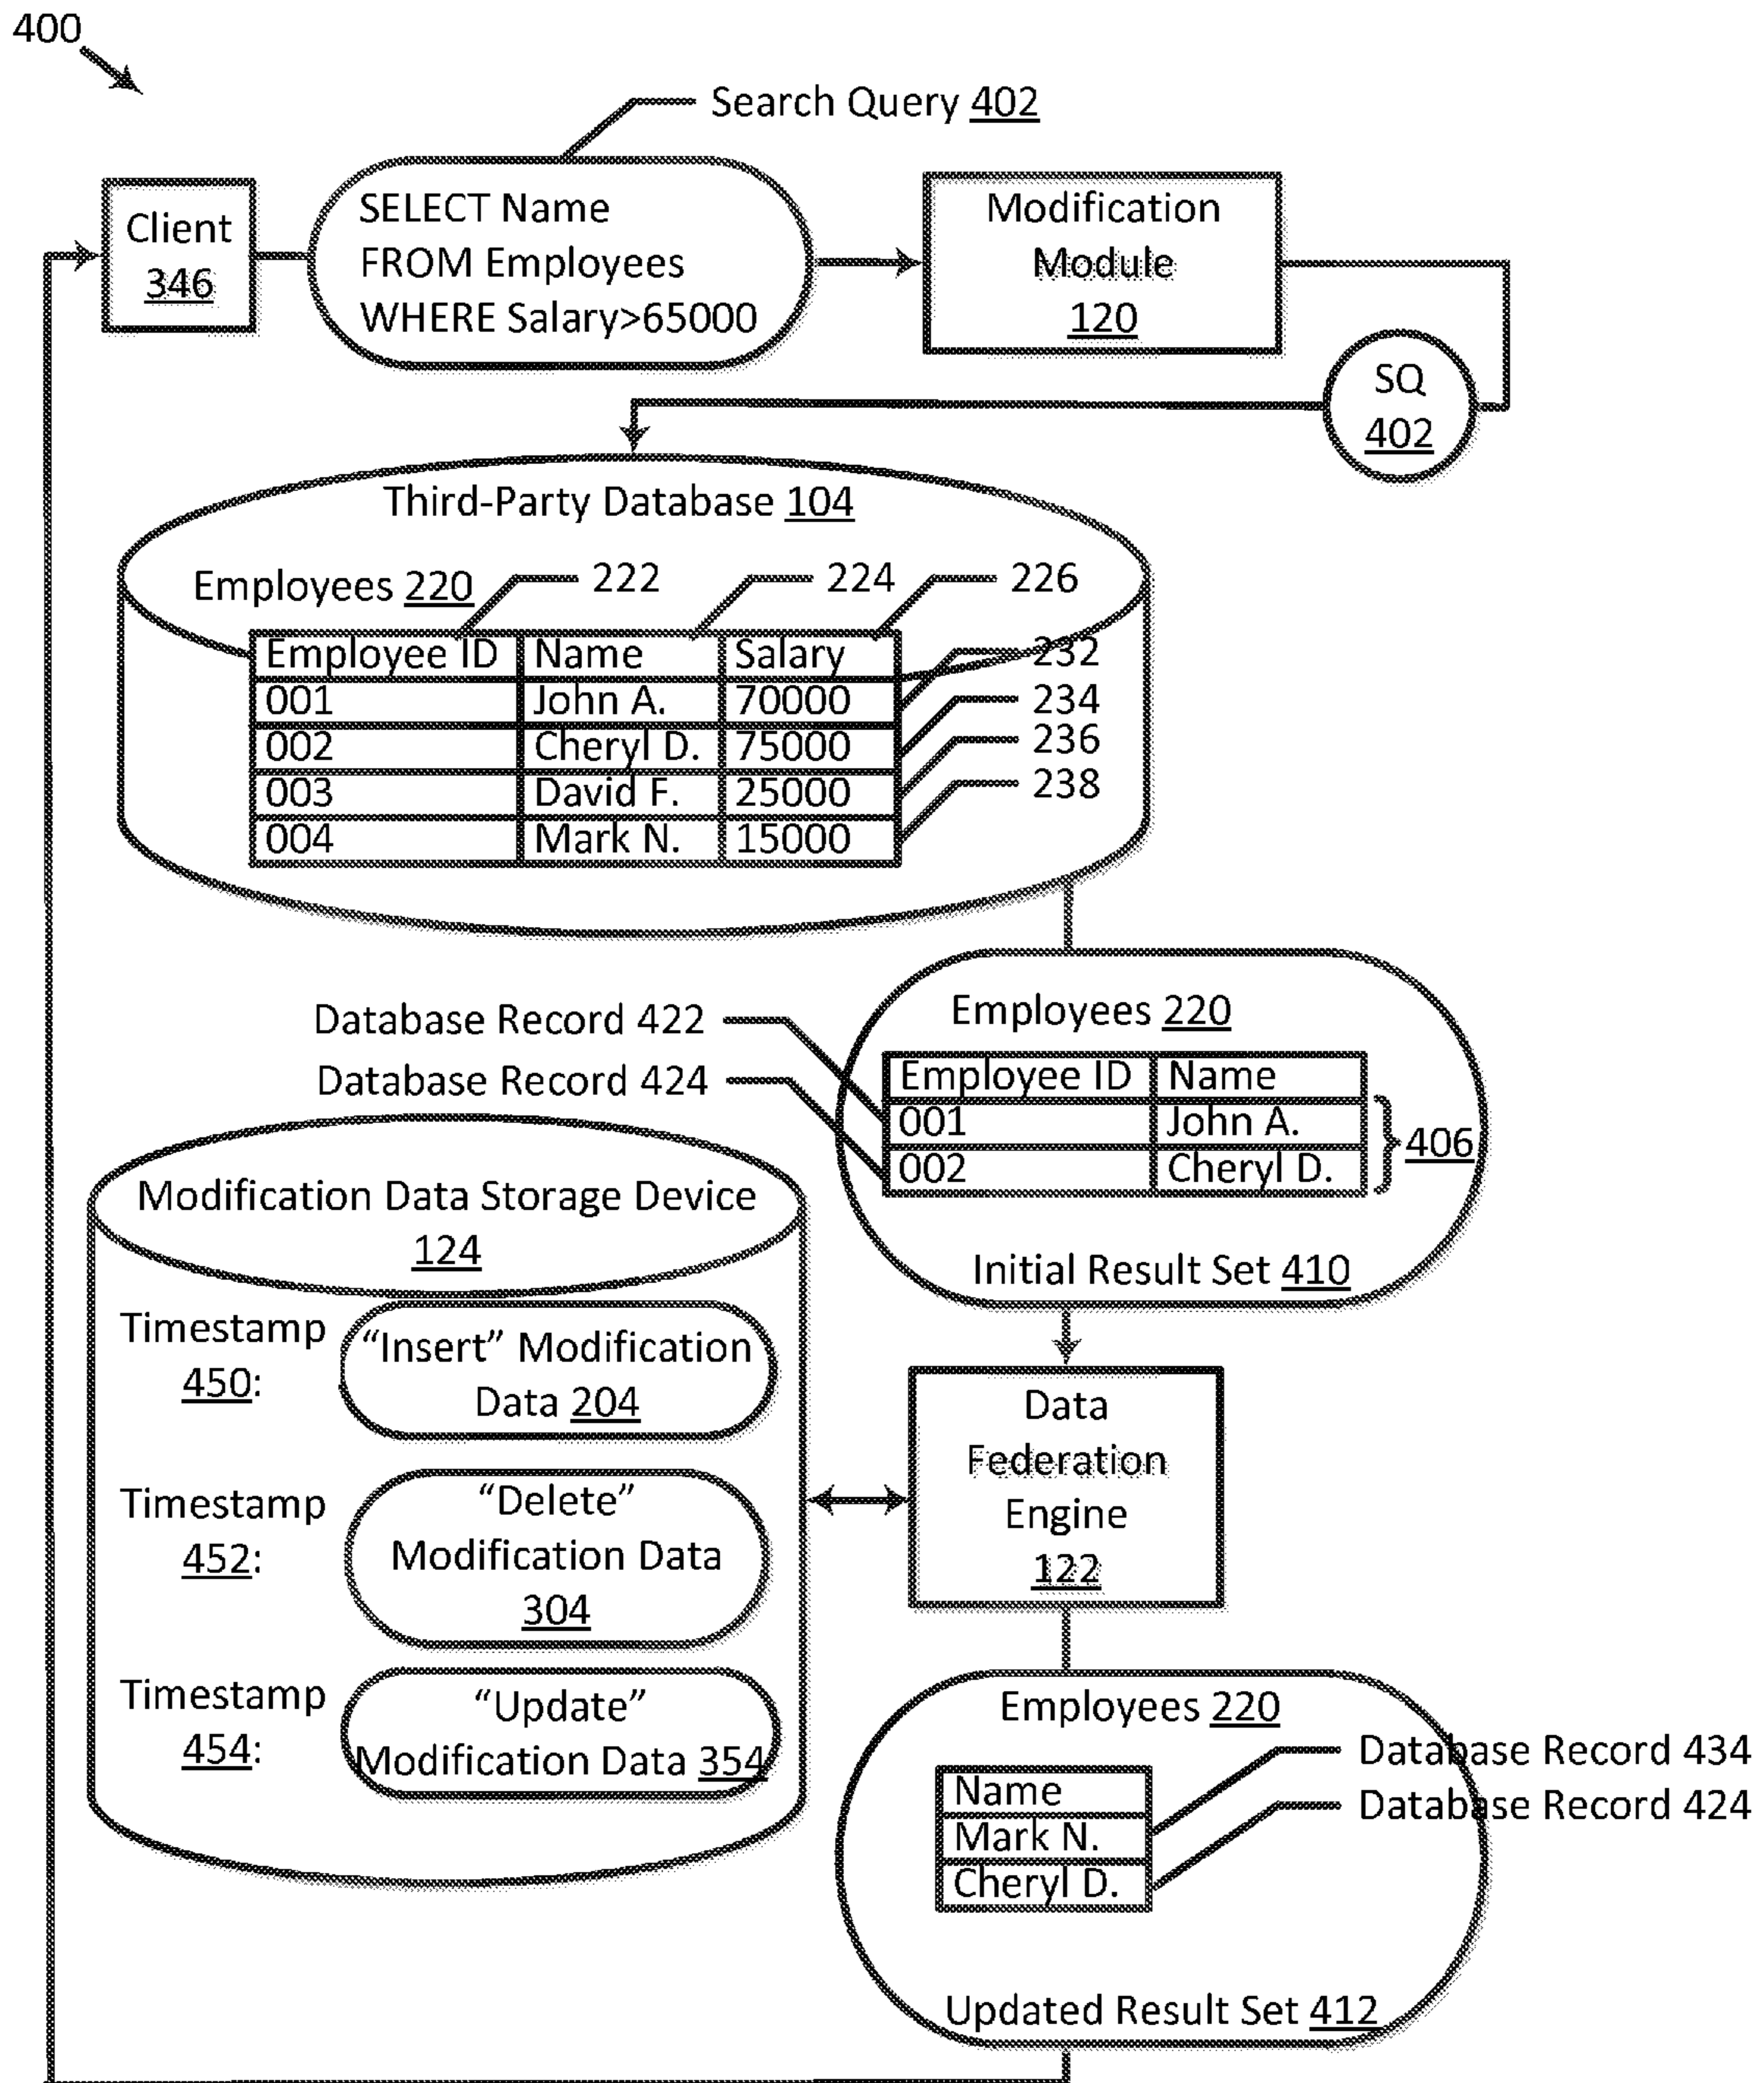 400
Search Query 402
Client
346
SELECT Name
FROM Employees
WHERE Salary>65000
Modification
Module
120
SQ
402
Third-Party Database 104
Employees 220
222
224
226
Employee ID Name Salary
232
001 John A. 70000
234
002 Cheryl D. 75000
236
003 David F. 25000
238
004 Mark N. 15000
Employees 220
Database Record 422
Database Record 424
Employee ID Name
001 John A.
002 Cheryl D.
406
Initial Result Set 410
Modification Data Storage Device
124
Timestamp
450:
“Insert” Modification
Data 204
Timestamp
452:
“Delete”
Modification Data
304
Timestamp
454:
“Update”
Modification Data 354
Data
Federation
Engine
122
Employees 220
Database Record 434
Database Record 424
Name
Mark N.
Cheryl D.
Updated Result Set 412